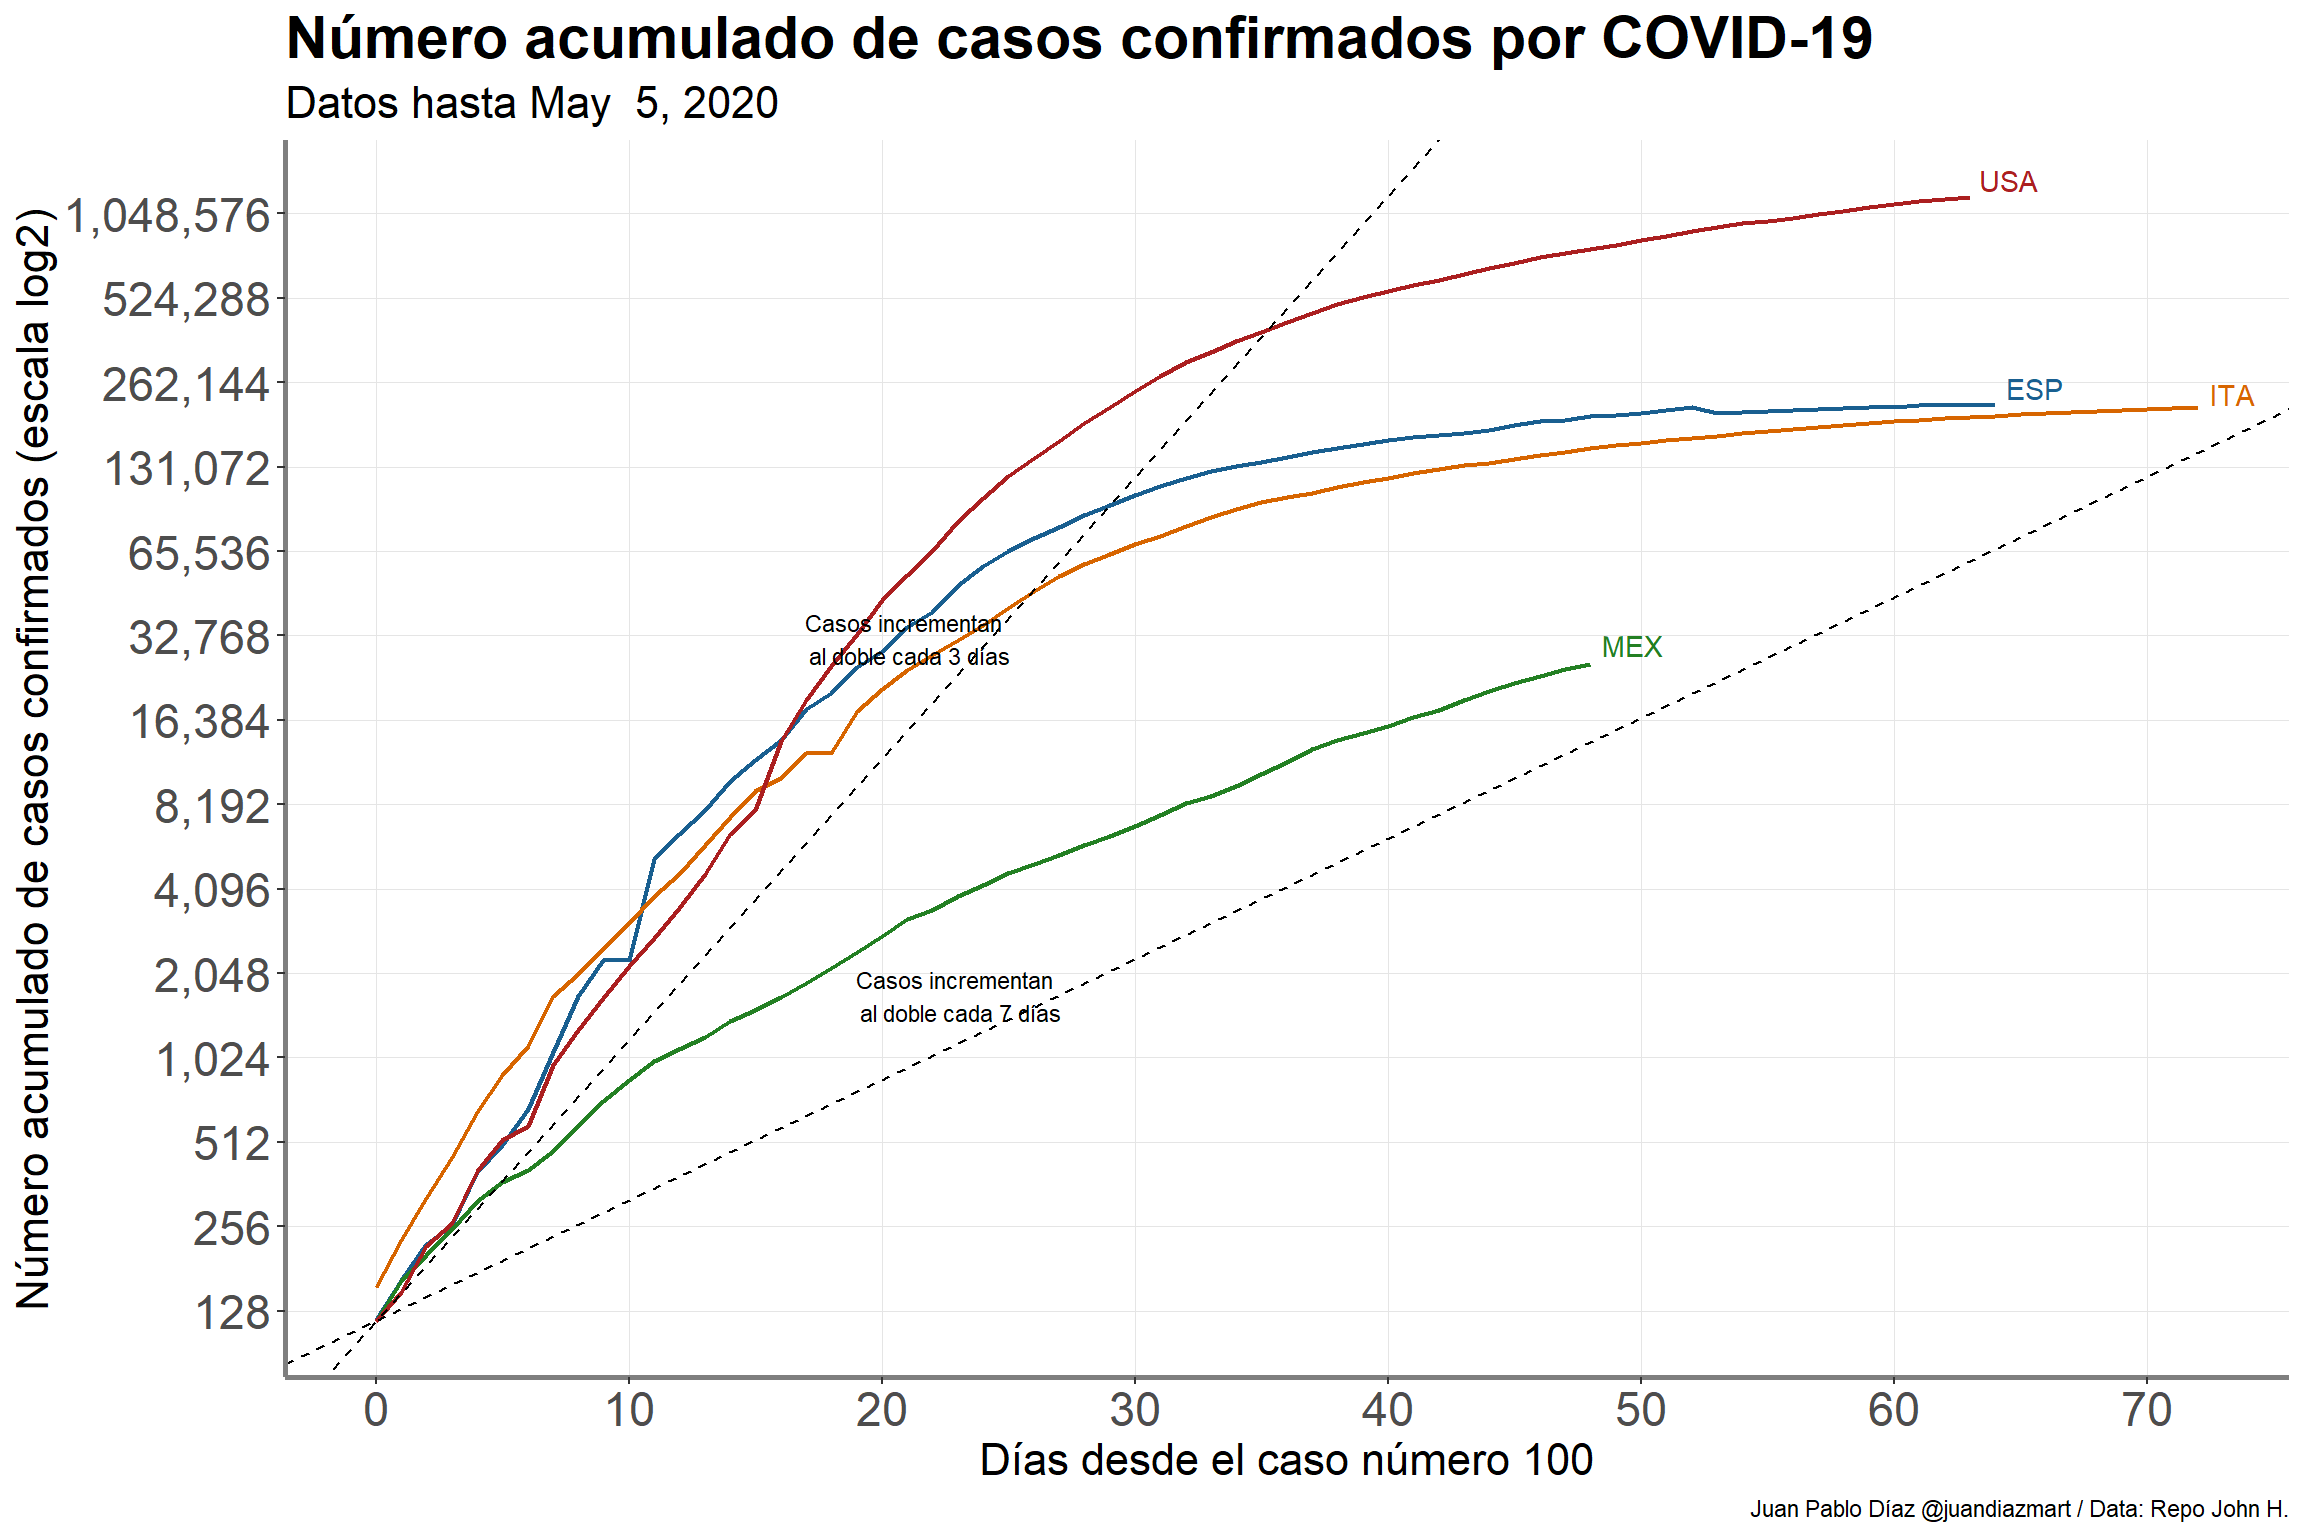 Número acumulado de casos confirmados por COVID-19
Datos hasta May  5, 2020
Número acumulado de casos confirmados (escala log2)
1,048,576
524,288
262,144
131,072
65,536
32,768
16,384
8,192
4,096
2,048
1,024
512
256
128
USA
ESP
ITA
MEX
Casos incrementan
al doble cada 3 días
Casos incrementan
al doble cada 7 días
0 10 20 30 40 50 60 70
Días desde el caso número 100
Juan Pablo Díaz @juandiazmart / Data: Repo John H.